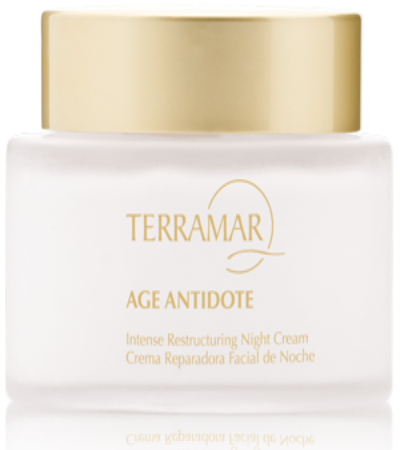 TERRAMAR
AGE ANTIDOTE
Intense Restructuring Night Cream
Crema Reparadora Facial de Noche